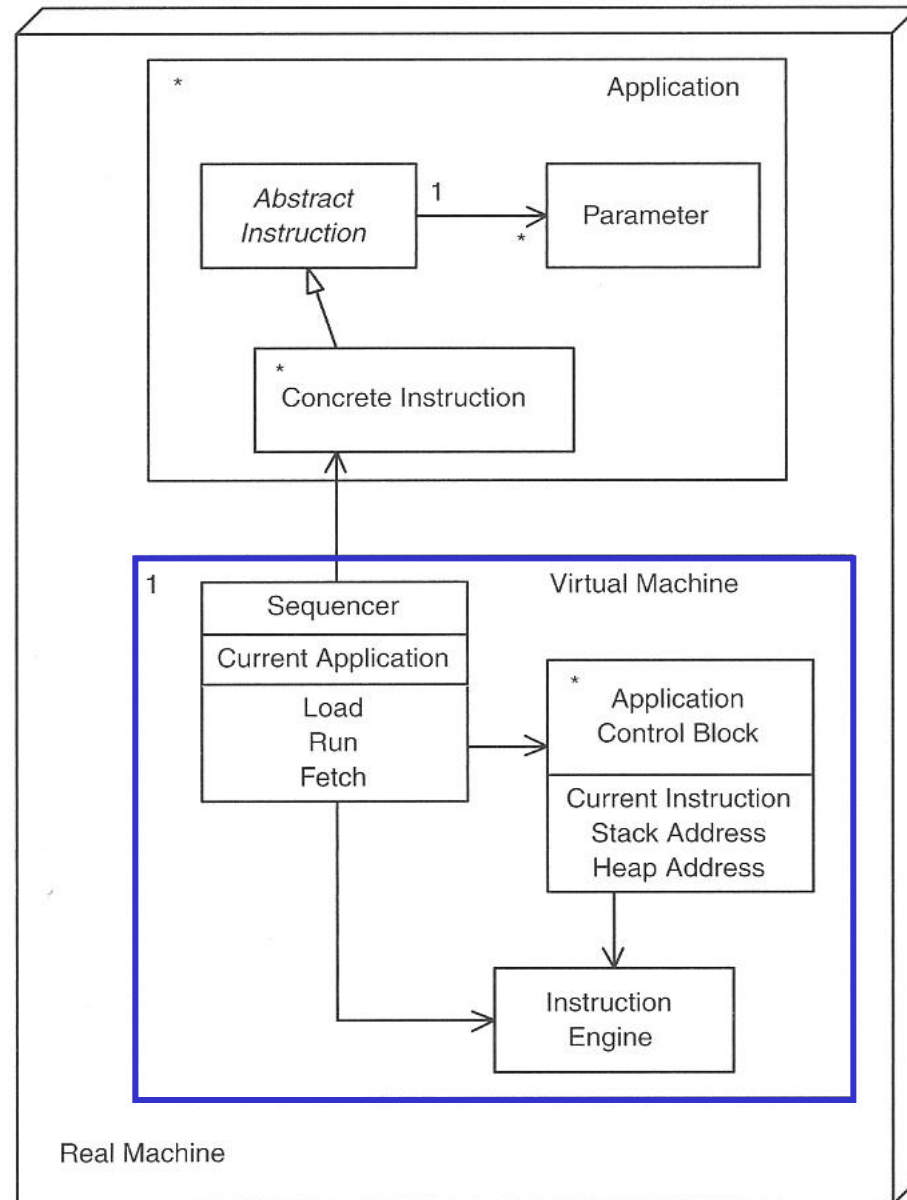 *
Application
Abstract
Instruction
1
*
Parameter
*
Concrete Instruction
1
Virtual Machine
Sequencer
Current Application
Load
Run
Fetch
*
Application
Control Block
Current Instruction
Stack Address
Heap Address
Instruction
Engine
Real Machine